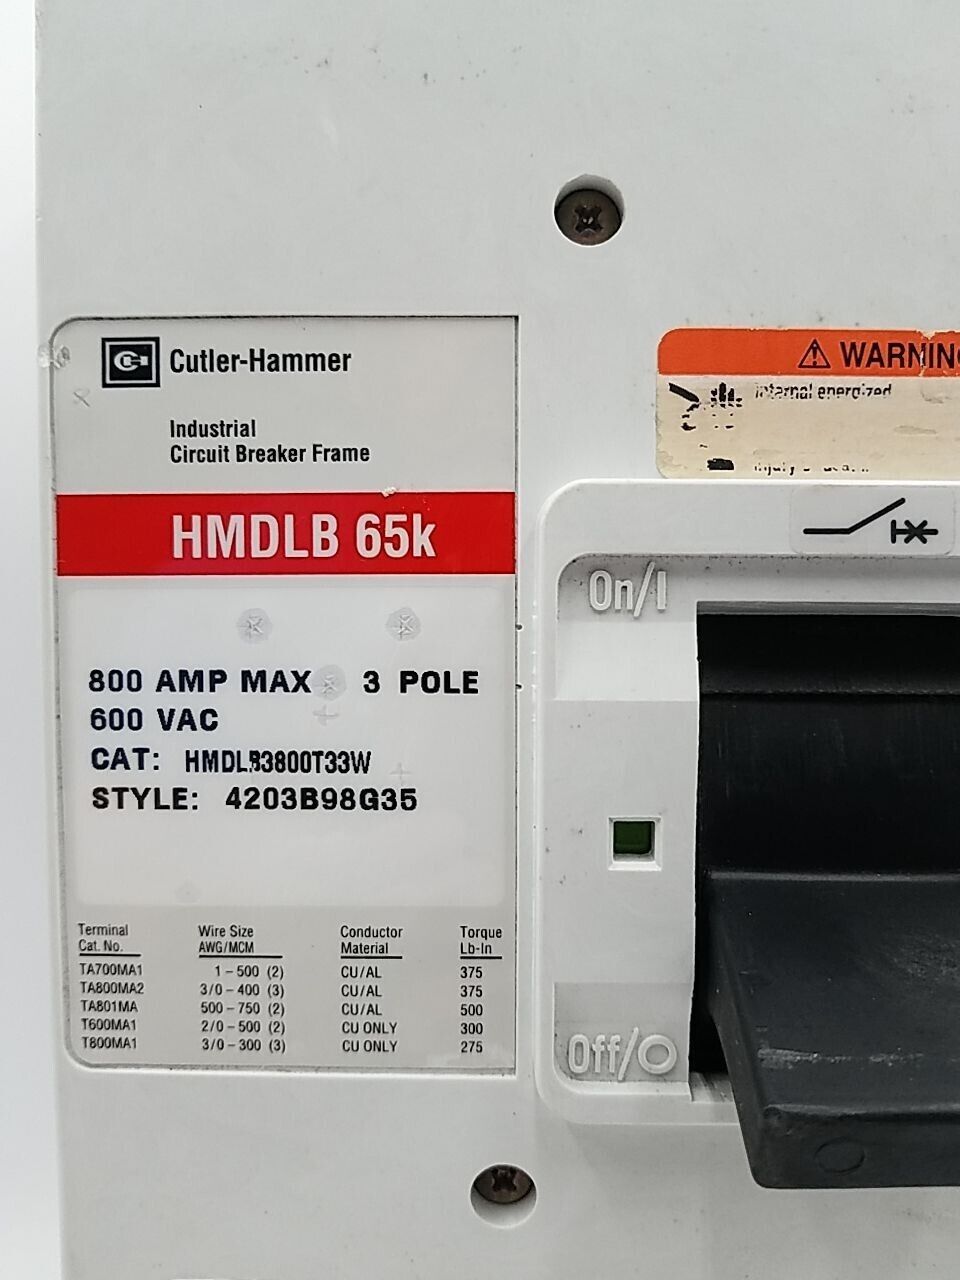 CH Cutler-Hammer
Industrial
Circuit Breaker Frame
HMDLB 65k
800 AMP MAX 3 POLE
600 VAC
CAT: HMDLB3800T33W
STYLE: 4203B98G35
Terminal Cat. No. Wire Size AWG/MCM Conductor Material Torque Lb-In
TA700MA1 1-500 (2) CU/AL 375
TA800MA2 3/0-400 (3) CU/AL 375
TA801MA 500-750 (2) CU/AL 500
T600MA1 2/0-500 (2) CU ONLY 300
T800MA1 3/0-300 (3) CU ONLY 275
⚠ WARNING
Internal energized
injury
On/I
Off/O